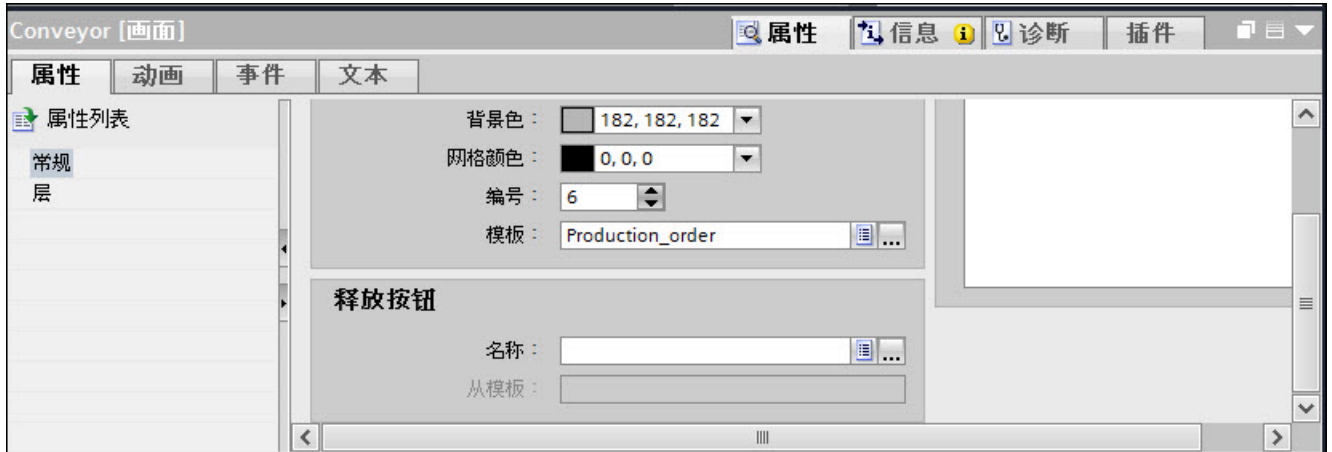 Conveyor [画面]
属性 信息 诊断 插件
属性 动画 事件 文本
属性列表
常规
层
背景色： 182, 182, 182
网格颜色： 0, 0, 0
编号： 6
模板： Production_order ...
释放按钮
名称： ...
从模板：